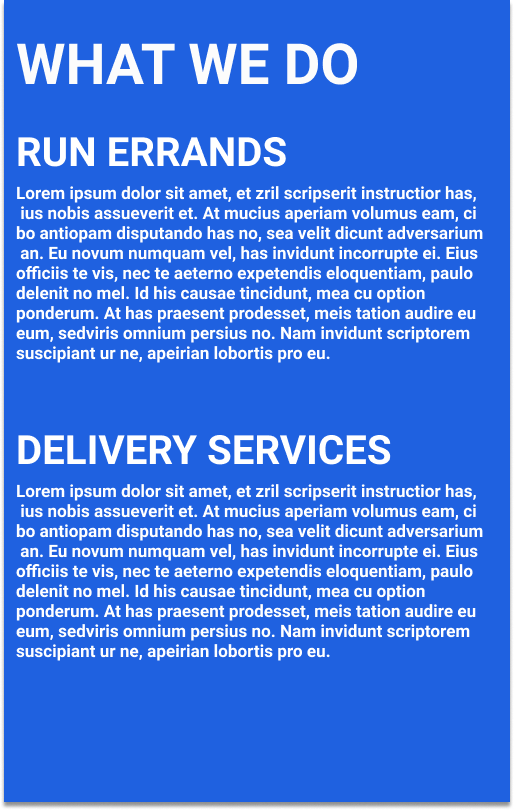 WHAT WE DO
RUN ERRANDS
Lorem ipsum dolor sit amet, et zril scripserit instructior has,
ius nobis assueverit et. At mucius aperiam volumus eam, ci
bo antiopam disputando has no, sea velit dicunt adversarium
an. Eu novum numquam vel, has invidunt incorrupte ei. Eius
officiis te vis, nec te aeterno expetendis eloquentiam, paulo
delenit no mel. Id his causae tincidunt, mea cu option
ponderum. At has praesent prodesset, meis tation audire eu
eum, sedviris omnium persius no. Nam invidunt scriptorem
suscipiant ur ne, apeirian lobortis pro eu.
DELIVERY SERVICES
Lorem ipsum dolor sit amet, et zril scripserit instructior has,
ius nobis assueverit et. At mucius aperiam volumus eam, ci
bo antiopam disputando has no, sea velit dicunt adversarium
an. Eu novum numquam vel, has invidunt incorrupte ei. Eius
officiis te vis, nec te aeterno expetendis eloquentiam, paulo
delenit no mel. Id his causae tincidunt, mea cu option
ponderum. At has praesent prodesset, meis tation audire eu
eum, sedviris omnium persius no. Nam invidunt scriptorem
suscipiant ur ne, apeirian lobortis pro eu.